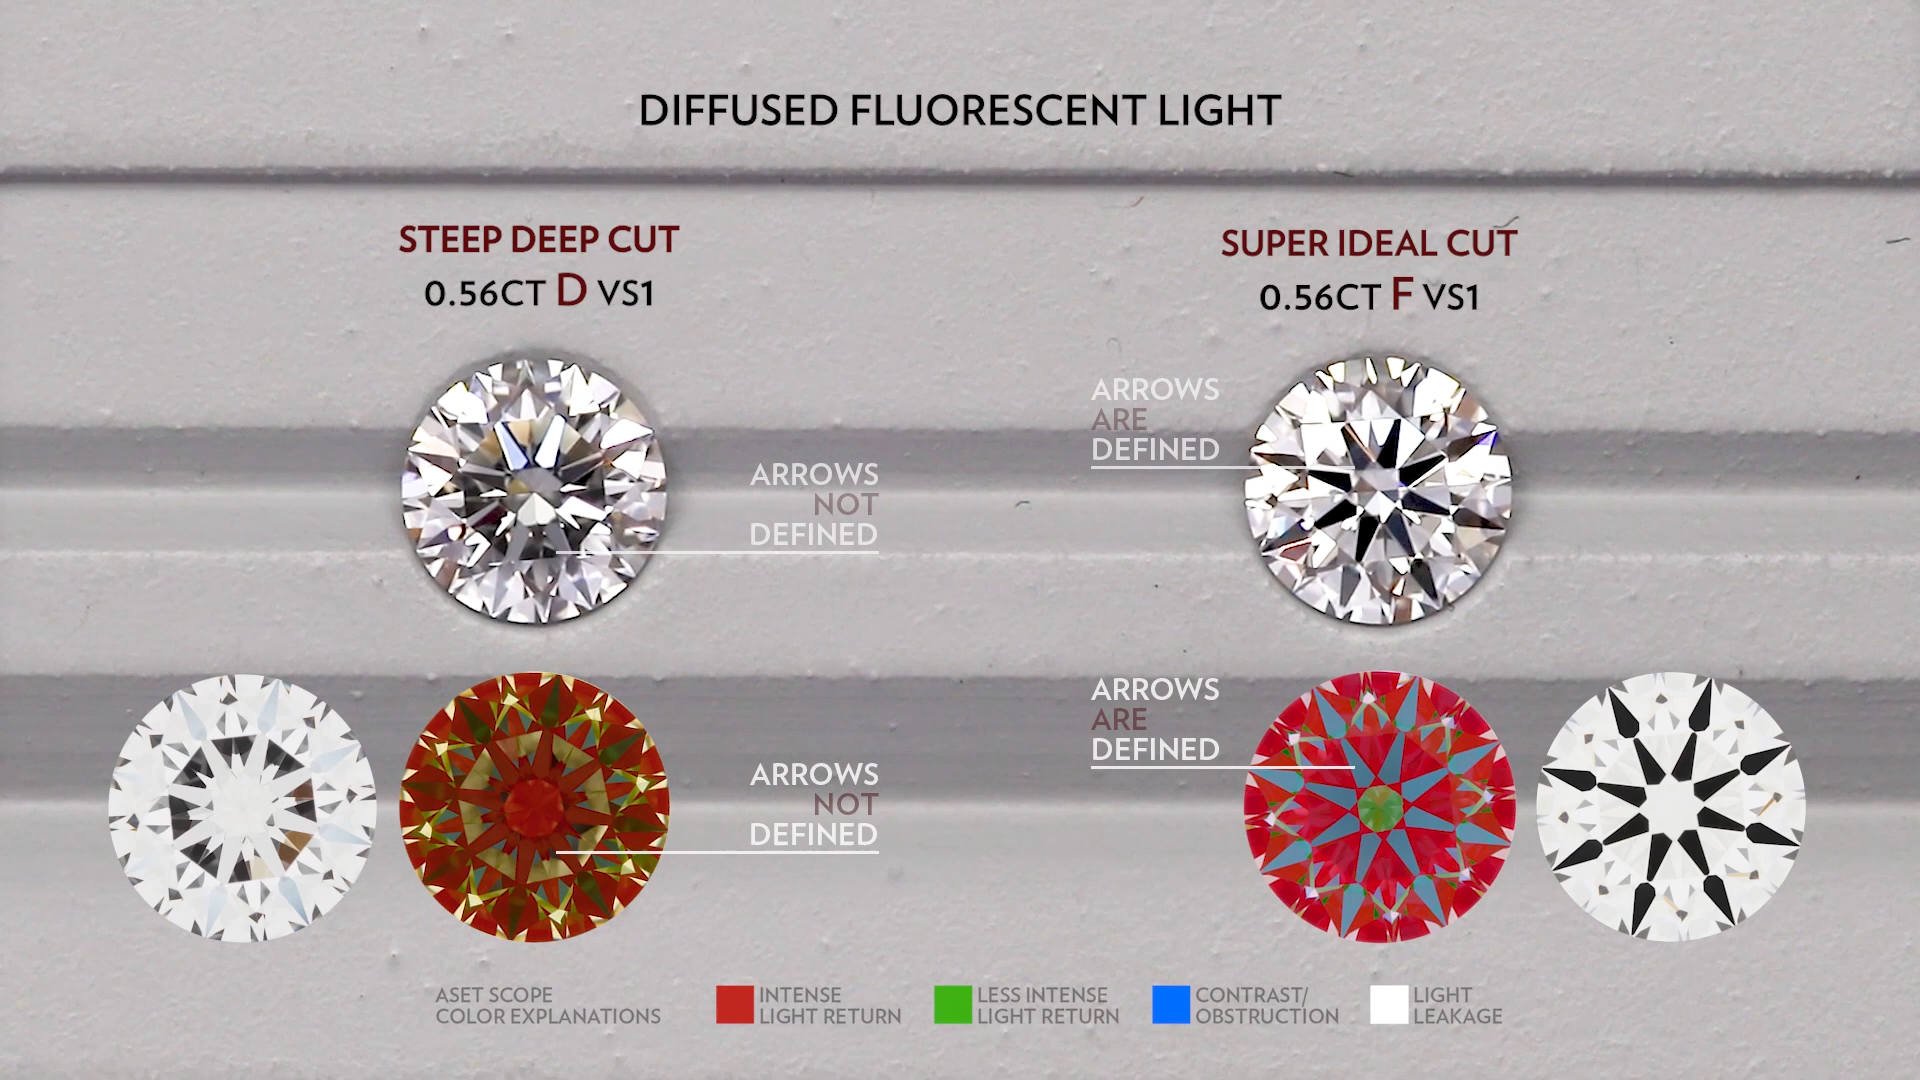 DIFFUSED FLUORESCENT LIGHT
STEEP DEEP CUT
0.56CT D VS1
SUPER IDEAL CUT
0.56CT F VS1
ARROWS
NOT
DEFINED
ARROWS
ARE
DEFINED
ARROWS
NOT
DEFINED
ARROWS
ARE
DEFINED
ASET SCOPE
COLOR EXPLANATIONS
INTENSE
LIGHT RETURN
LESS INTENSE
LIGHT RETURN
CONTRAST/
OBSTRUCTION
LIGHT
LEAKAGE